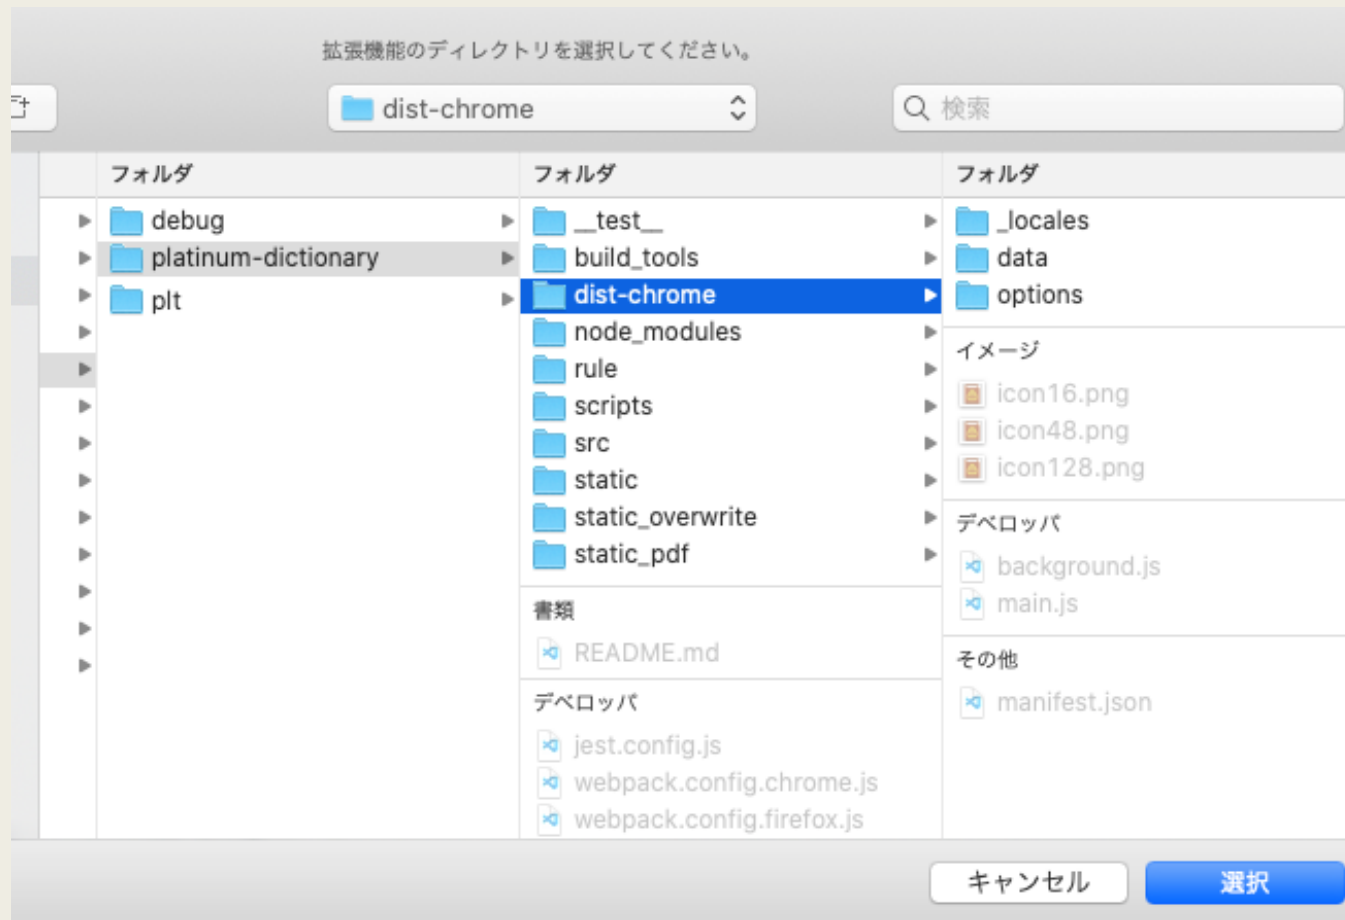 拡張機能のディレクトリを選択してください。
dist-chrome
検索
フォルダ
debug
platinum-dictionary
plt
フォルダ
__test__
build_tools
dist-chrome
node_modules
rule
scripts
src
static
static_overwrite
static_pdf
書類
README.md
デベロッパ
jest.config.js
webpack.config.chrome.js
webpack.config.firefox.js
フォルダ
_locales
data
options
イメージ
icon16.png
icon48.png
icon128.png
デベロッパ
background.js
main.js
その他
manifest.json
キャンセル
選択